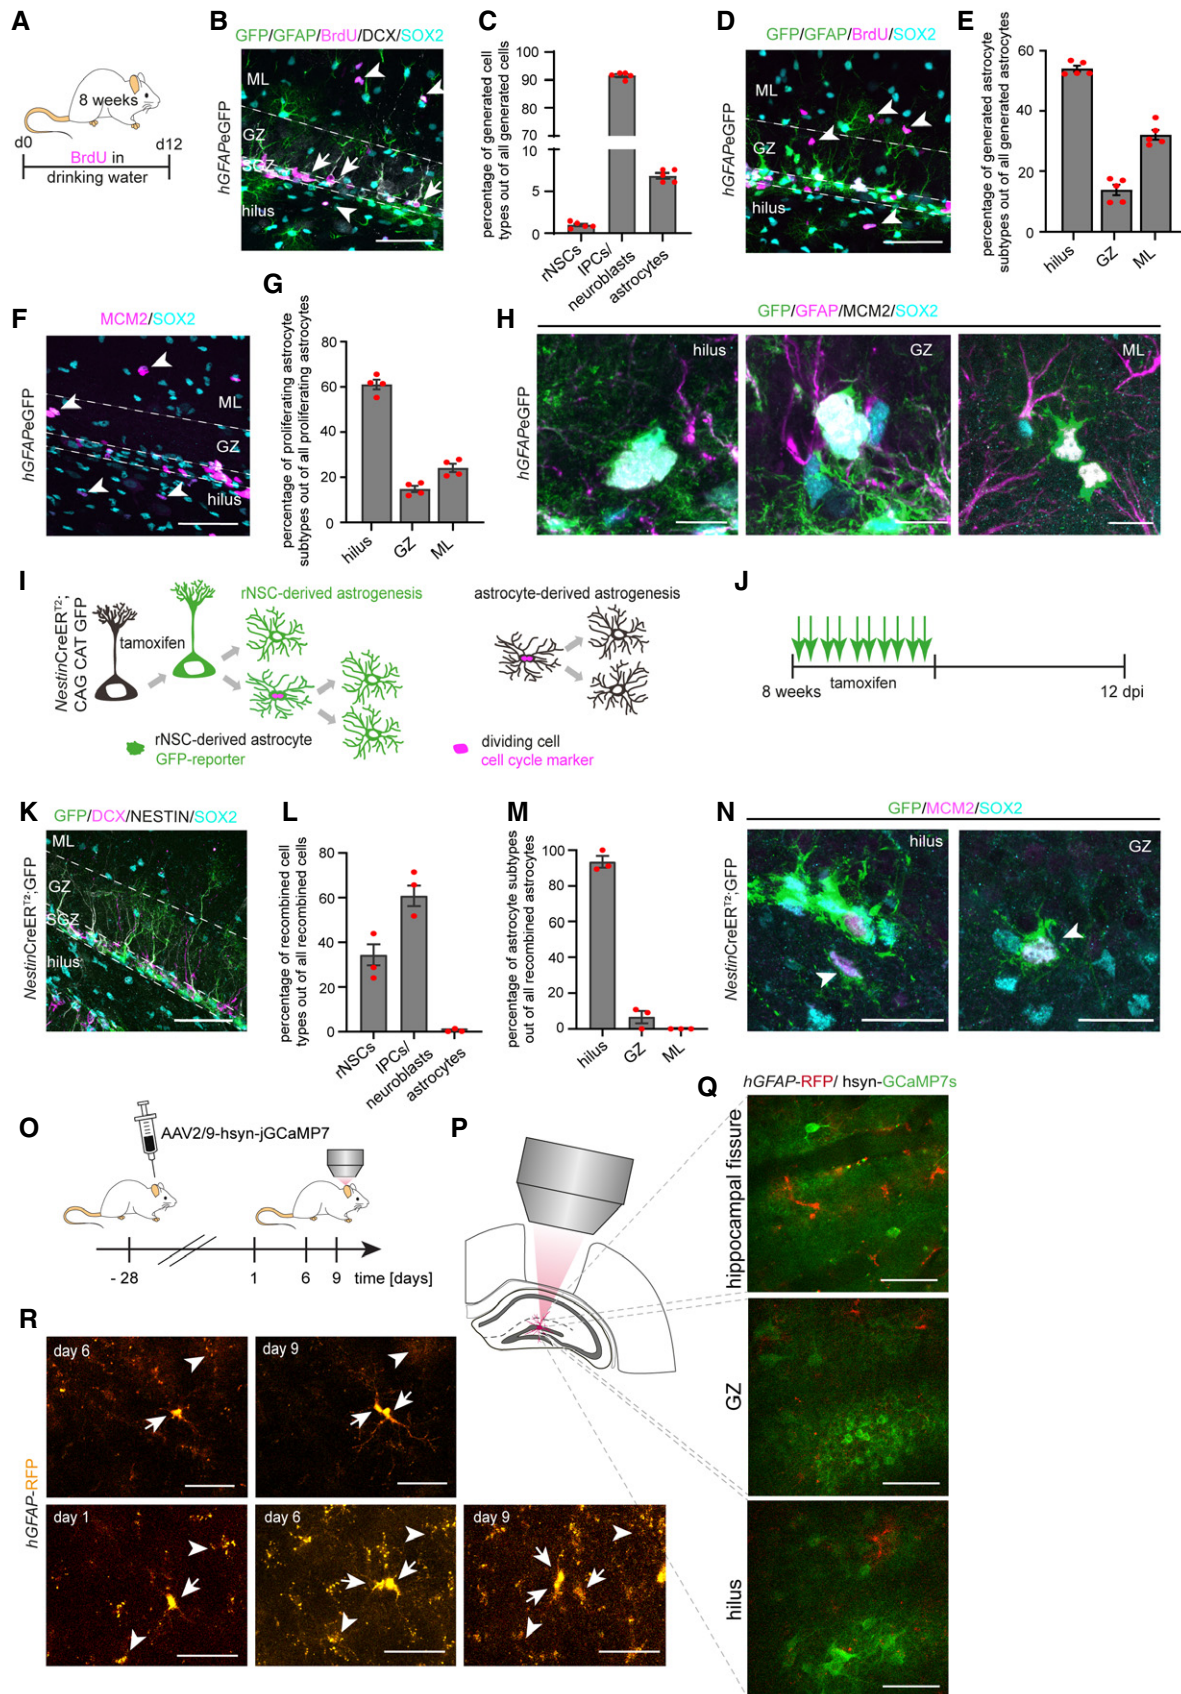 A
8 weeks
d0
d12
BrdU in
drinking water
B
GFP/GFAP/BrdU/DCX/SOX2
hGFAPeGFP
ML
GZ
SGZ
hilus
C
percentage of generated cell
types out of all generated cells
100
90
80
70
60
10
5
0
rNSCs
IPCs/
neuroblasts
astrocytes
D
GFP/GFAP/BrdU/SOX2
hGFAPeGFP
ML
GZ
hilus
E
percentage of generated astrocyte
subtypes out of all generated astrocytes
60
40
20
0
hilus
GZ
ML
F
MCM2/SOX2
hGFAPeGFP
ML
GZ
hilus
G
percentage of proliferating astrocyte
subtypes out of all proliferating astrocytes
80
60
40
20
0
hilus
GZ
ML
H
GFP/GFAP/MCM2/SOX2
hGFAPeGFP
hilus
GZ
ML
I
NestinCreER^T2;
CAG CAT GFP
tamoxifen
rNSC-derived astrogenesis
astrocyte-derived astrogenesis
rNSC-derived astrocyte
GFP-reporter
dividing cell
cell cycle marker
J
8 weeks
tamoxifen
12 dpi
K
GFP/DCX/NESTIN/SOX2
NestinCreER^T2;GFP
ML
GZ
SGZ
hilus
L
percentage of recombined cell
types out of all recombined cells
80
60
40
20
0
rNSCs
IPCs/
neuroblasts
astrocytes
M
percentage of astrocyte subtypes
out of all recombined astrocytes
100
80
60
40
20
0
hilus
GZ
ML
N
GFP/MCM2/SOX2
NestinCreER^T2;GFP
hilus
GZ
O
AAV2/9-hsyn-jGCaMP7
- 28
1
6
9
time [days]
P
Q
hGFAP-RFP/ hsyn-GCaMP7s
hippocampal fissure
GZ
hilus
R
hGFAP-RFP
day 6
day 9
day 1
day 6
day 9